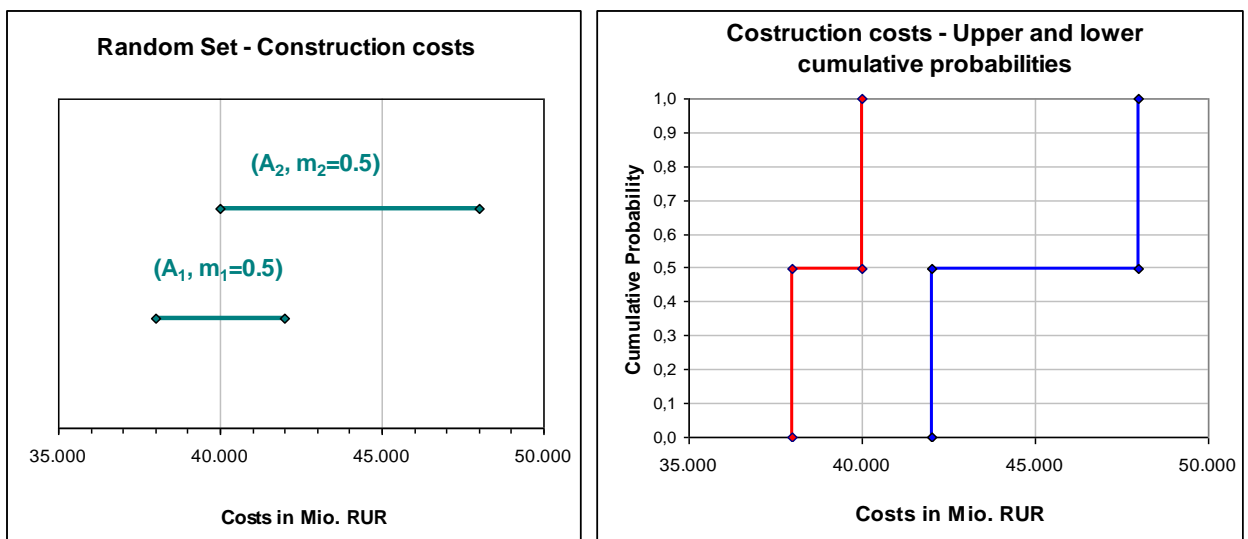 Random Set - Construction costs
(A₂, m₂=0.5)
(A₁, m₁=0.5)
35.000 40.000 45.000 50.000
Costs in Mio. RUR
Costruction costs - Upper and lower
cumulative probabilities
Cumulative Probability
1,0
0,9
0,8
0,7
0,6
0,5
0,4
0,3
0,2
0,1
0,0
35.000 40.000 45.000 50.000
Costs in Mio. RUR